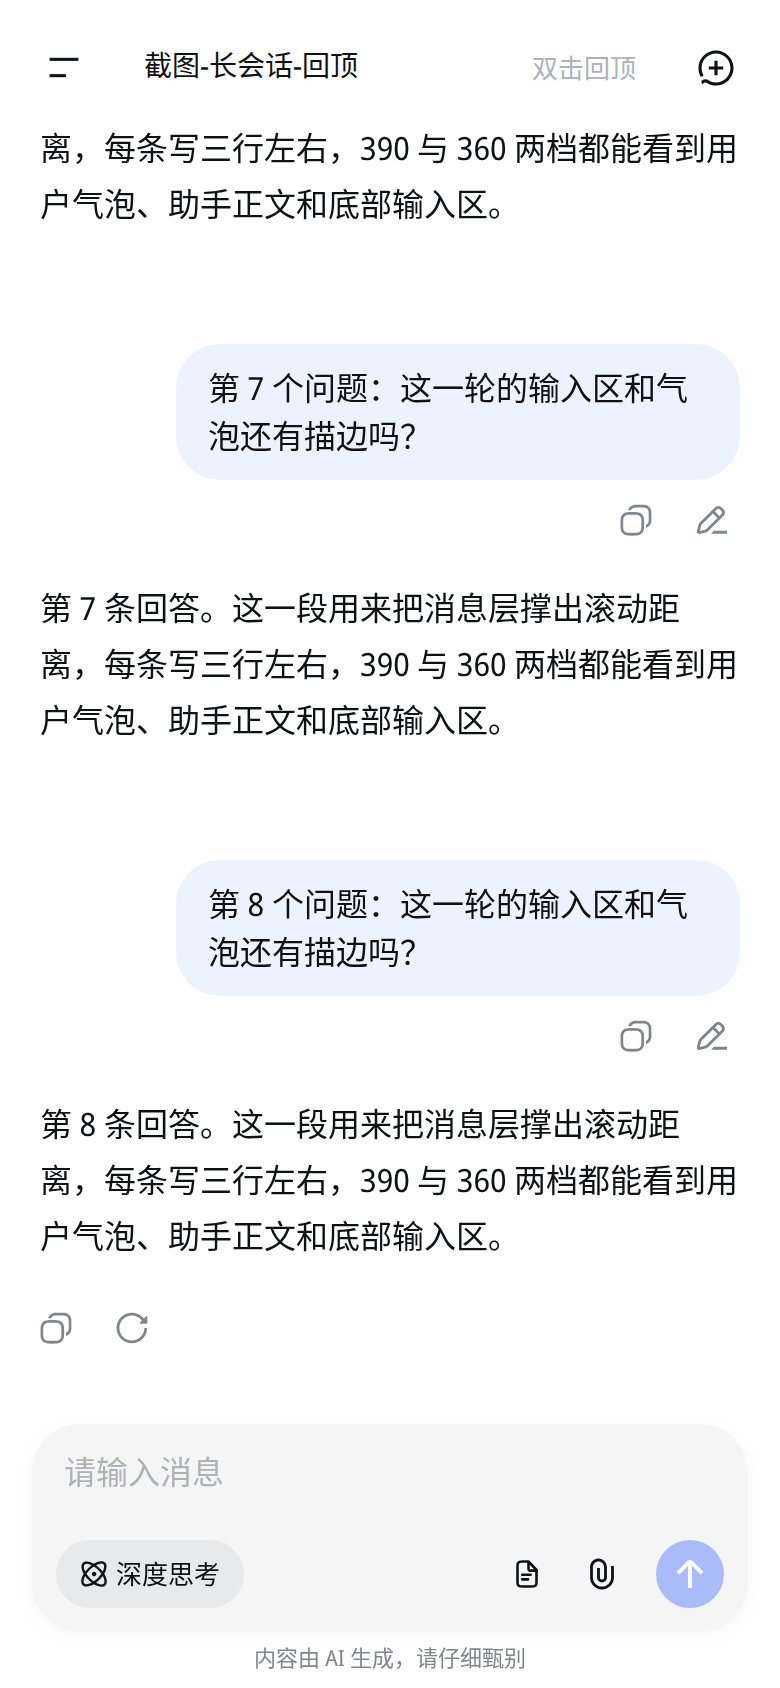 截图-长会话-回顶
双击回顶
离，每条写三行左右，390 与 360 两档都能看到用
户气泡、助手正文和底部输入区。
第 7 个问题：这一轮的输入区和气
泡还有描边吗？
第 7 条回答。这一段用来把消息层撑出滚动距
离，每条写三行左右，390 与 360 两档都能看到用
户气泡、助手正文和底部输入区。
第 8 个问题：这一轮的输入区和气
泡还有描边吗？
第 8 条回答。这一段用来把消息层撑出滚动距
离，每条写三行左右，390 与 360 两档都能看到用
户气泡、助手正文和底部输入区。
请输入消息
深度思考
内容由 AI 生成，请仔细甄别